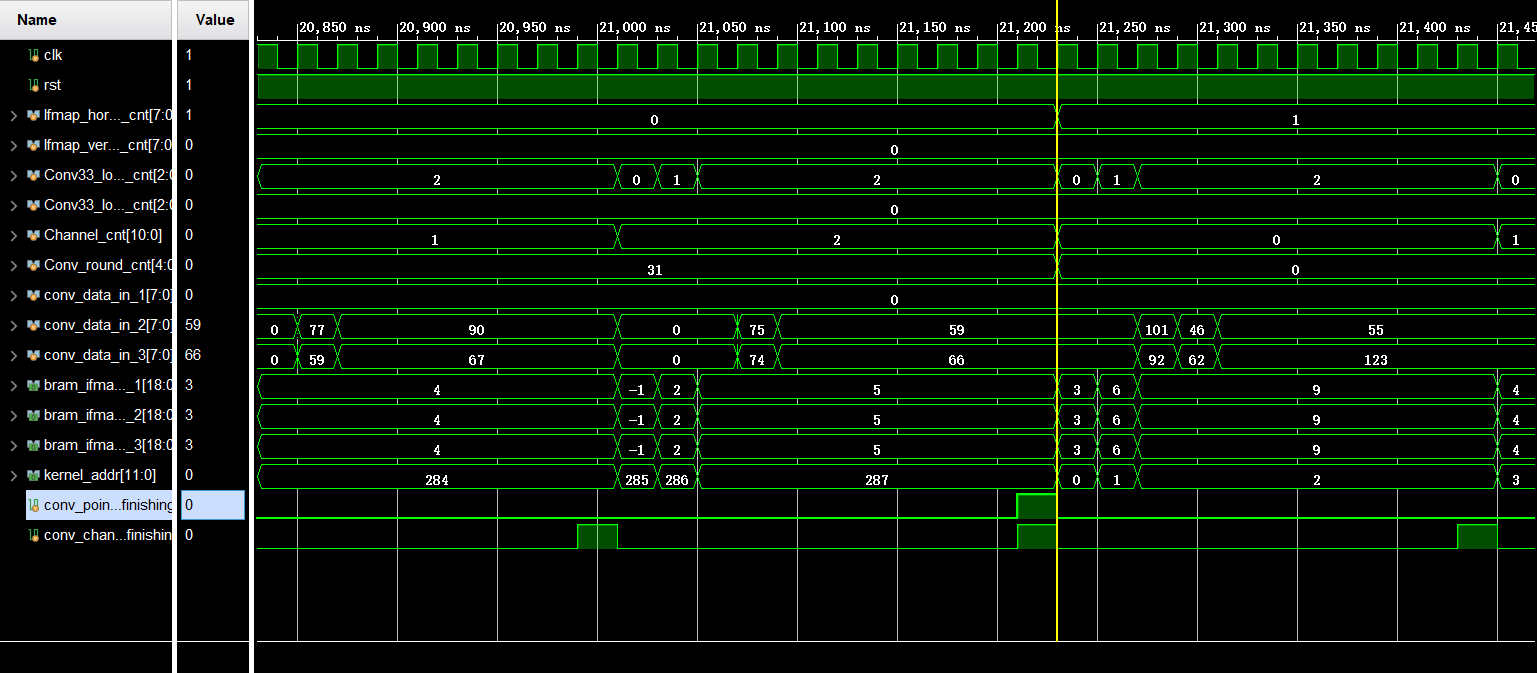 Name Value
20,850 ns 20,900 ns 20,950 ns 21,000 ns 21,050 ns 21,100 ns 21,150 ns 21,200 ns 21,250 ns 21,300 ns 21,350 ns 21,400 ns 21,45
clk 1
rst 1
Ifmap_hor..._cnt[7:0 1 0 1
Ifmap_ver..._cnt[7:0 0 0
Conv33_lo..._cnt[2:0 0 2 0 1 2 0 1 2 0
Conv33_lo..._cnt[2:0 0 0
Channel_cnt[10:0] 0 1 2 0 1
Conv_round_cnt[4:0 0 31 0
conv_data_in_1[7:0] 0 0
conv_data_in_2[7:0] 59 0 77 90 0 75 59 101 46 55
conv_data_in_3[7:0] 66 0 59 67 0 74 66 92 62 123
bram_ifma..._1[18:0 3 4 -1 2 5 3 6 9 4
bram_ifma..._2[18:0 3 4 -1 2 5 3 6 9 4
bram_ifma..._3[18:0 3 4 -1 2 5 3 6 9 4
kernel_addr[11:0] 0 284 285 286 287 0 1 2 3
conv_poin...finishing 0
conv_chan...finishin 0